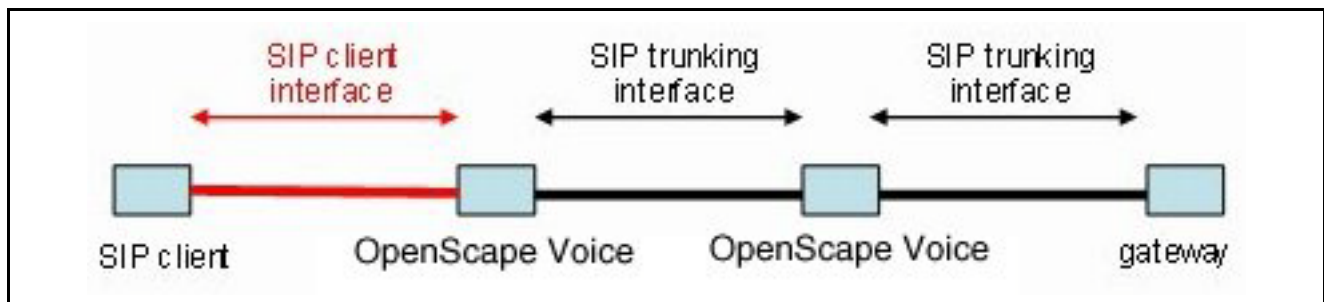 SIP client
interface
SIP trunking
interface
SIP trunking
interface
SIP client
OpenScape Voice
OpenScape Voice
gateway